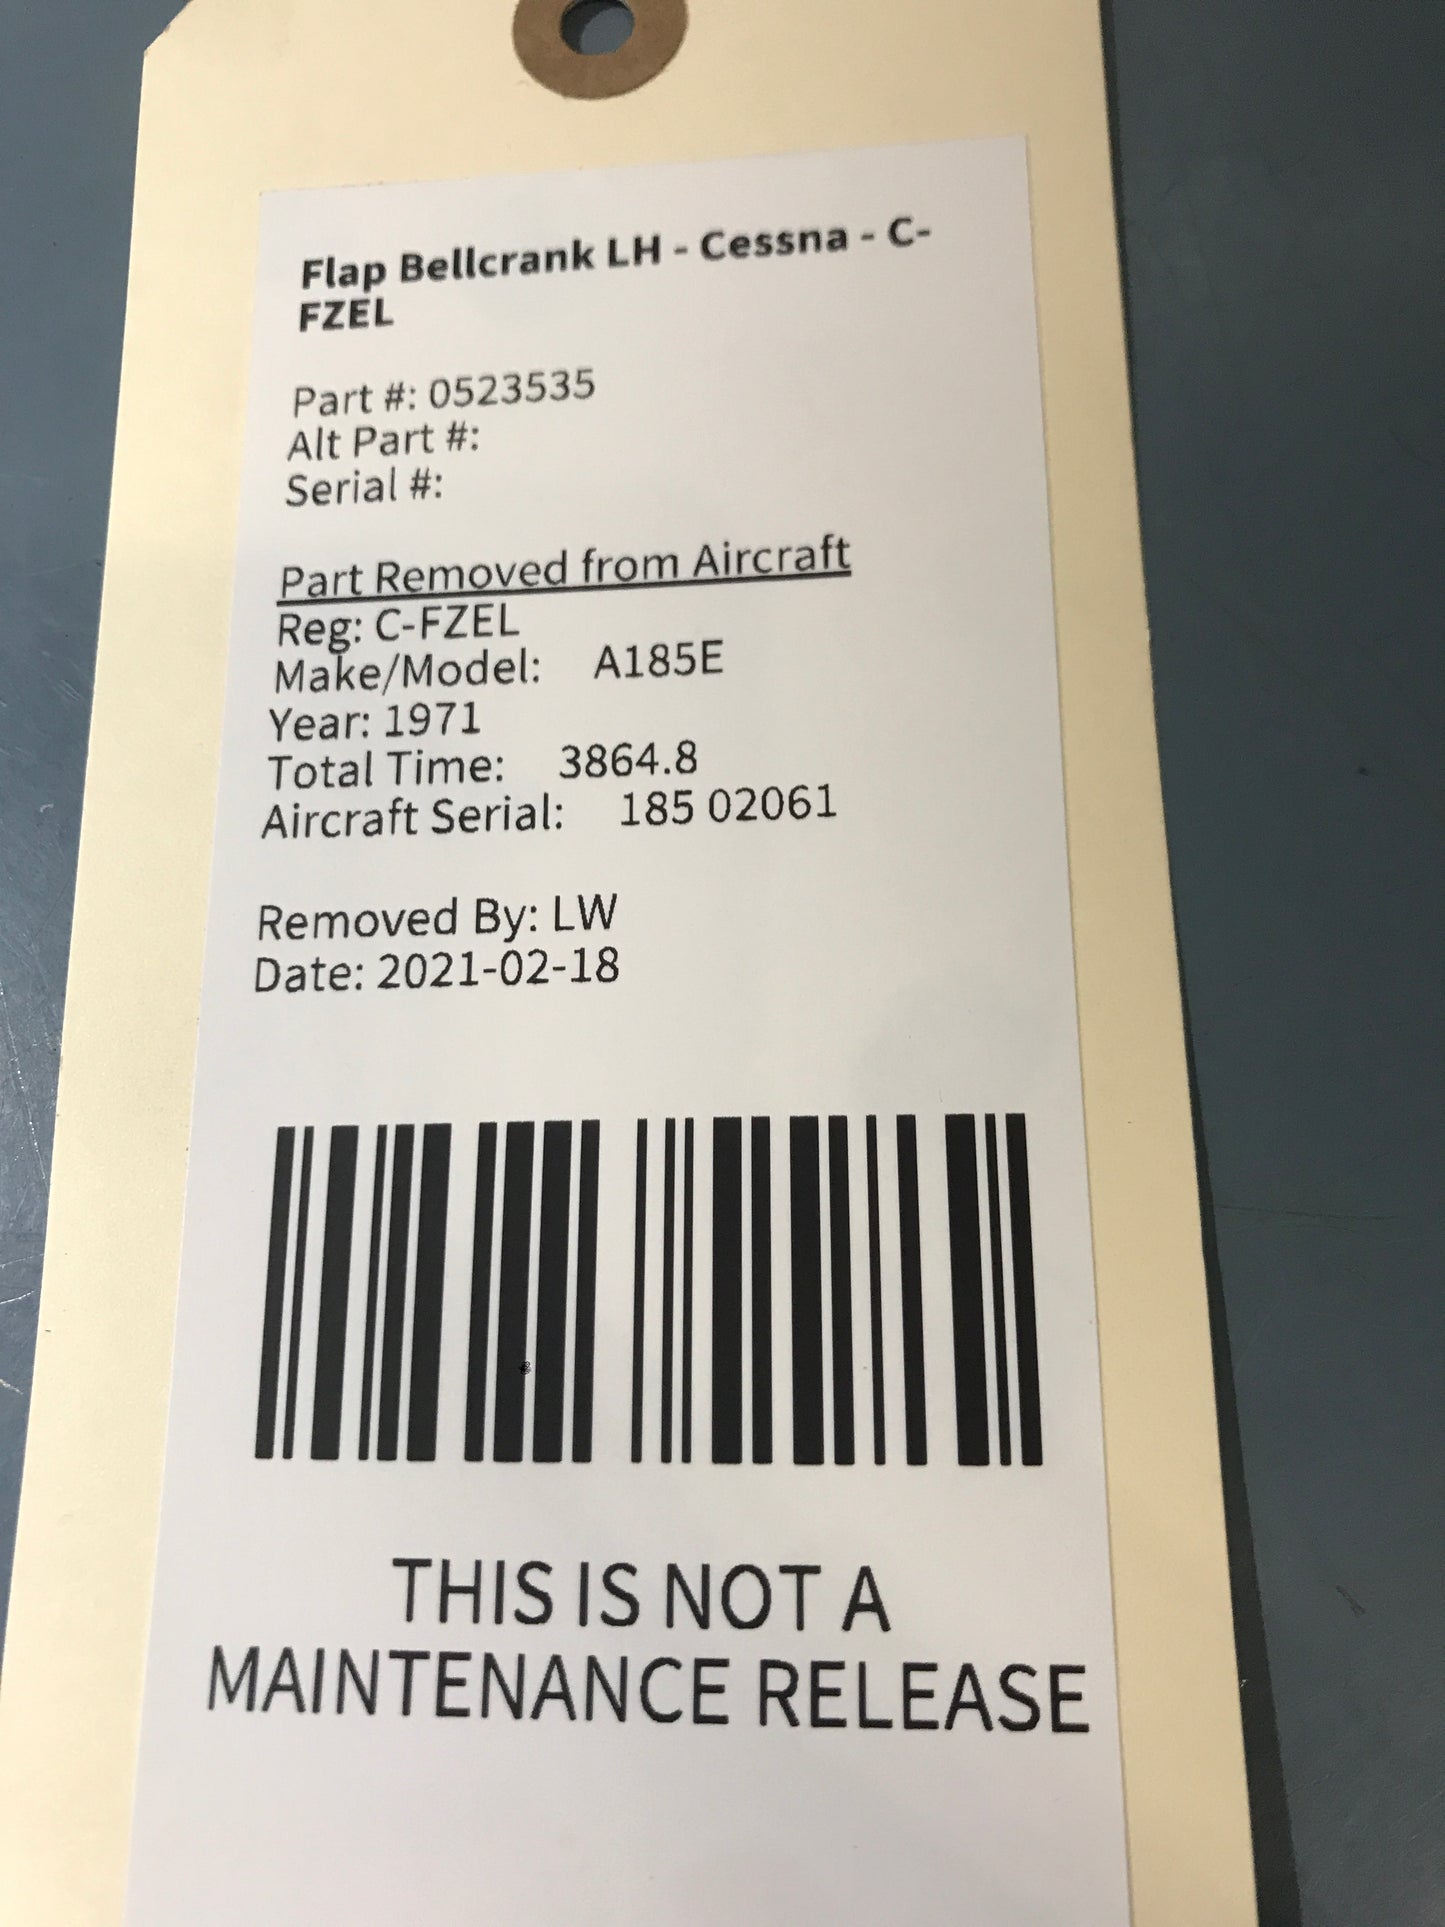 Flap Bellcrank LH - Cessna - C-
FZEL
Part #: 0523535
Alt Part #:
Serial #:
Part Removed from Aircraft
Reg: C-FZEL
Make/Model: A185E
Year: 1971
Total Time: 3864.8
Aircraft Serial: 185 02061
Removed By: LW
Date: 2021-02-18
THIS IS NOT A
MAINTENANCE RELEASE